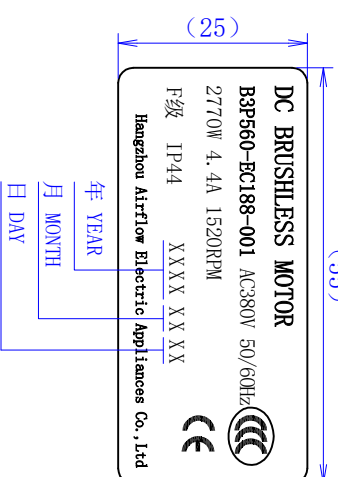 (25)
DC BRUSHLESS MOTOR
B3P560-EC188-001 AC380V 50/60Hz
2770W 4.4A 1520RPM
F级 IP44 XXXX XX XX
Hangzhou Airflow Electric Appliances Co.,Ltd
年 YEAR
月 MONTH
日 DAY